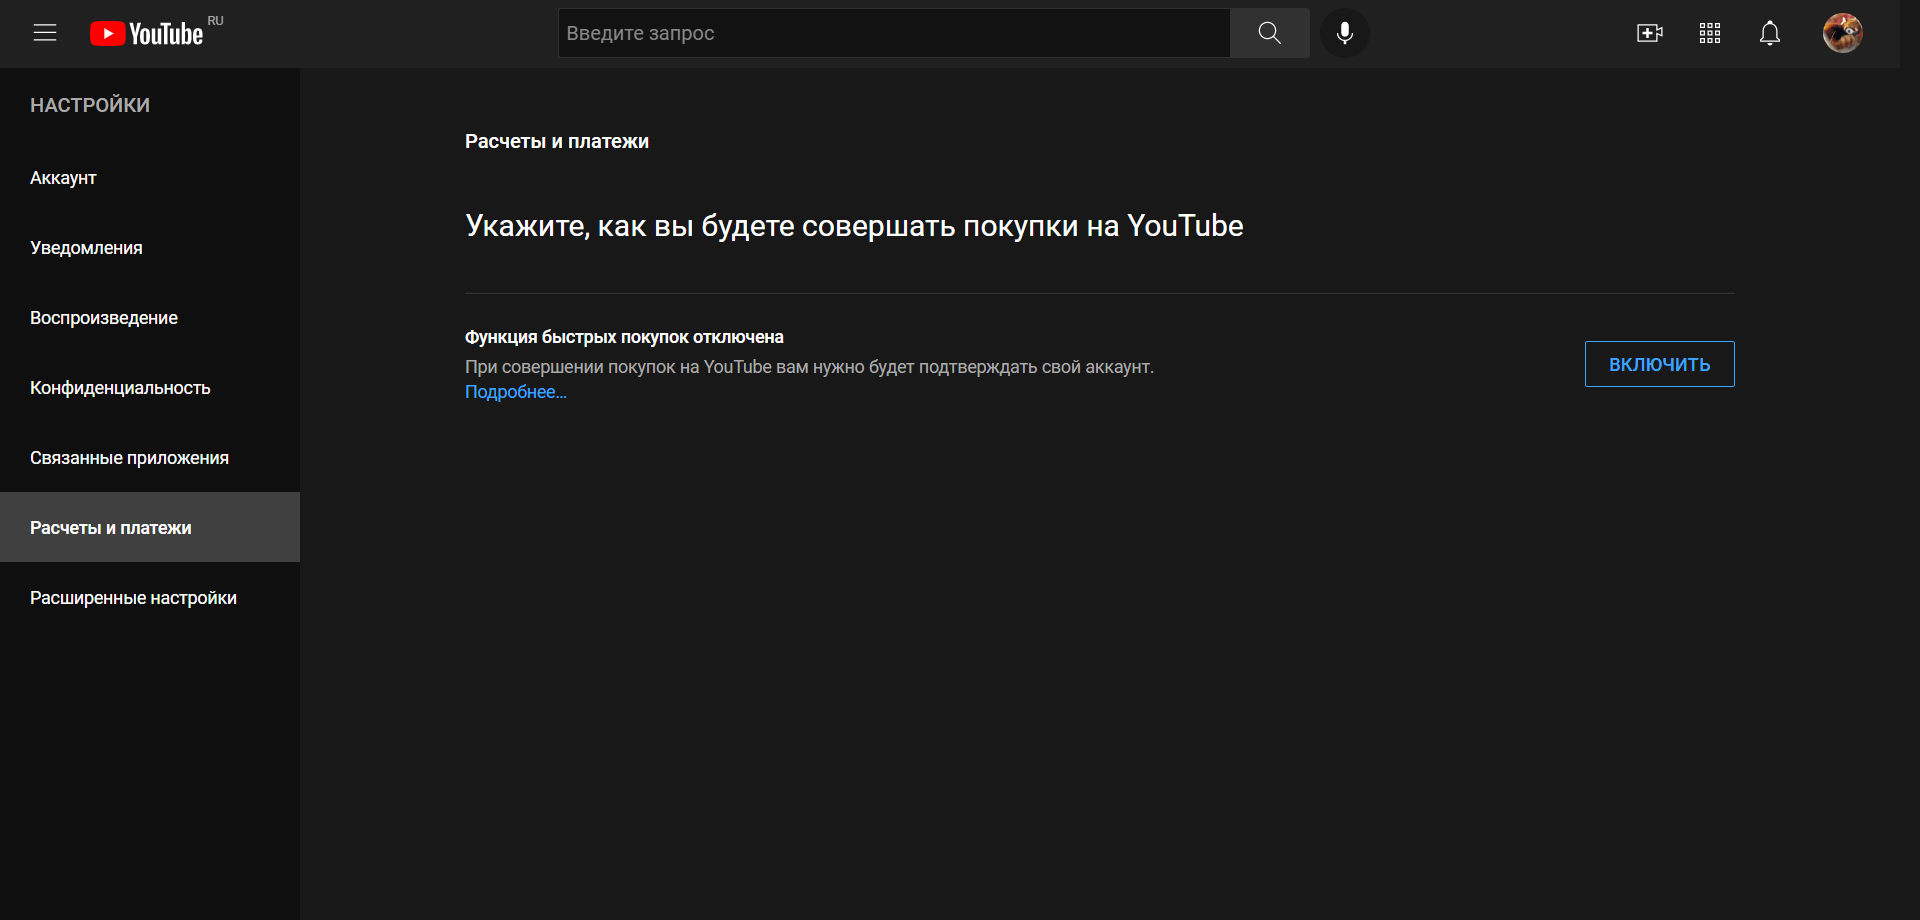 YouTube RU
Введите запрос
НАСТРОЙКИ
Аккаунт
Уведомления
Воспроизведение
Конфиденциальность
Связанные приложения
Расчеты и платежи
Расширенные настройки
Расчеты и платежи
Укажите, как вы будете совершать покупки на YouTube
Функция быстрых покупок отключена
При совершении покупок на YouTube вам нужно будет подтверждать свой аккаунт.
Подробнее...
ВКЛЮЧИТЬ